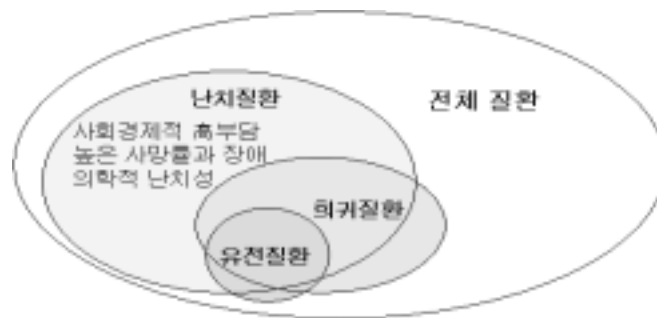 난치질환
전체 질환
사회경제적 高부담
높은 사망률과 장애
의학적 난치성
희귀질환
유전질환